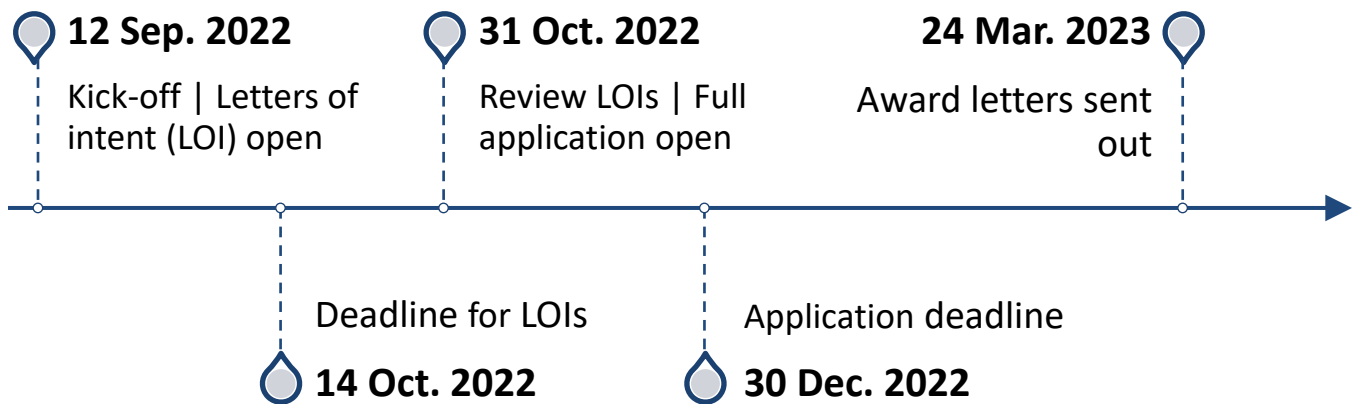 12 Sep. 2022
Kick-off | Letters of
intent (LOI) open
31 Oct. 2022
Review LOIs | Full
application open
24 Mar. 2023
Award letters sent
out
Deadline for LOIs
14 Oct. 2022
Application deadline
30 Dec. 2022